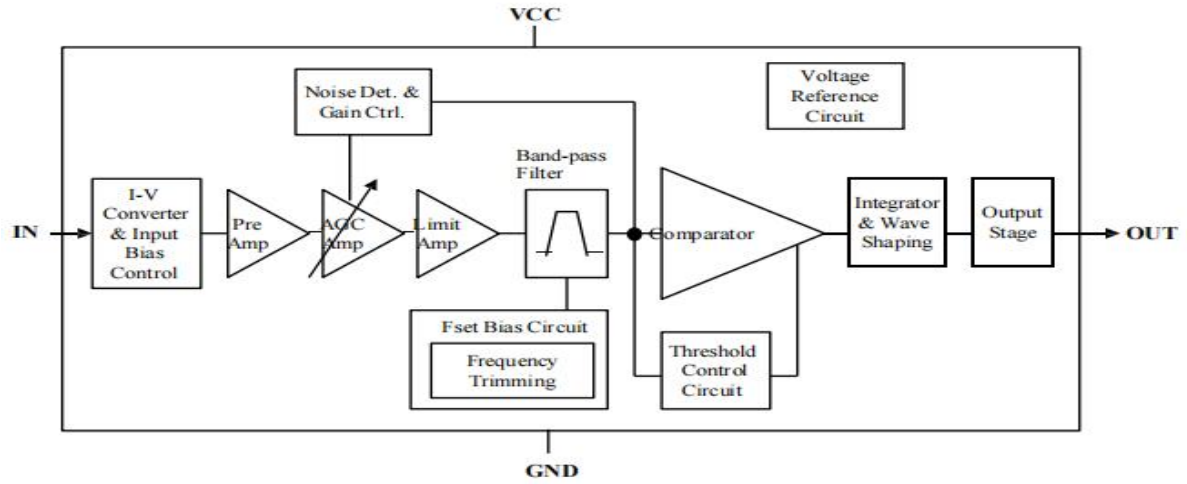 VCC
Noise Det. &
Gain Ctrl.
Voltage
Reference
Circuit
Band-pass
Filter
IN
I-V
Converter
& Input
Bias
Control
Pre
Amp
AGC
Amp
Limit
Amp
Comparator
Integrator
& Wave
Shaping
Output
Stage
OUT
Fset Bias Circuit
Frequency
Trimming
Threshold
Control
Circuit
GND